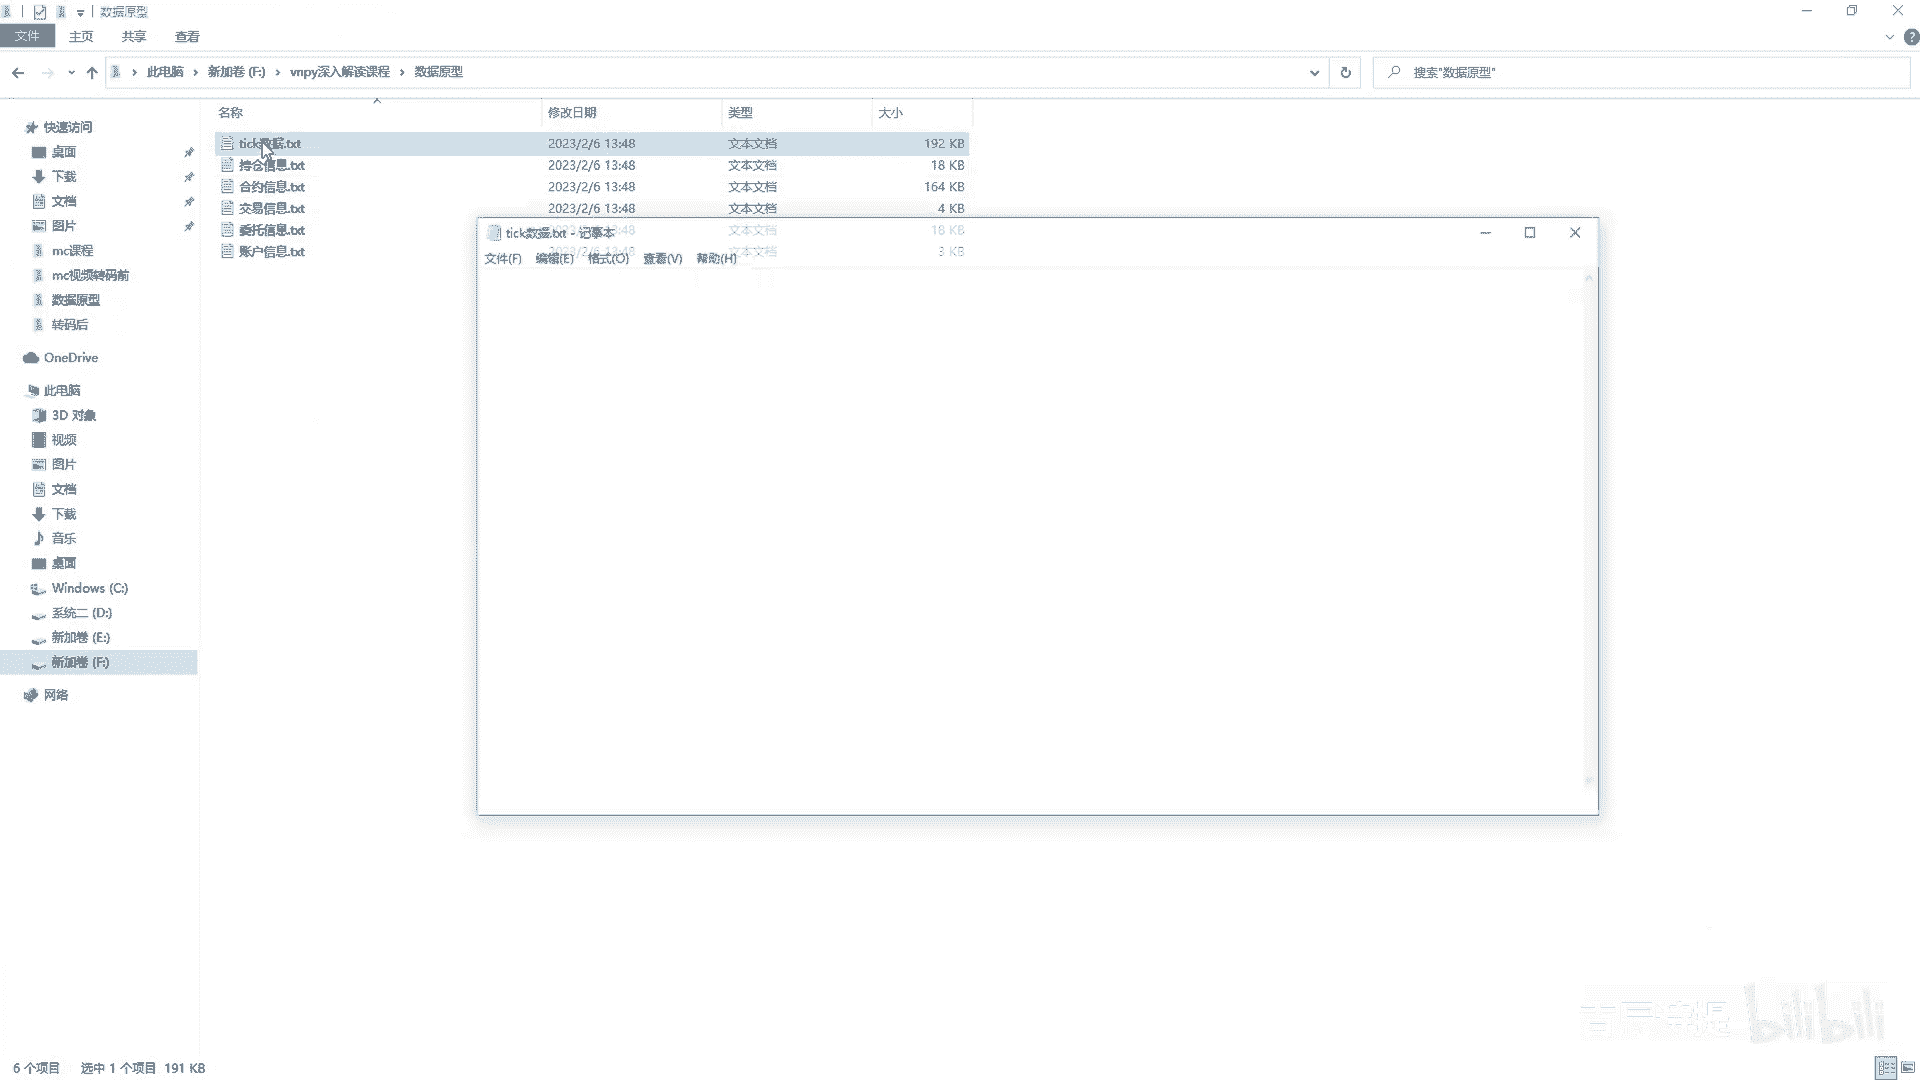 数据原型
文件 主页 共享 查看
此电脑 新加卷 (F:) vnpy深入解读课程 数据原型
搜索"数据原型"
名称 修改日期 类型 大小
tick数据.txt 2023/2/6 13:48 文本文档 192 KB
持仓信息.txt 2023/2/6 13:48 文本文档 18 KB
合约信息.txt 2023/2/6 13:48 文本文档 164 KB
交易信息.txt 2023/2/6 13:48 文本文档 4 KB
委托信息.txt 文本文档 18 KB
账户信息.txt 文本文档 3 KB
tick数据.txt - 记事本
文件(F) 编辑(E) 格式(O) 查看(V) 帮助(H)
快速访问
桌面
下载
文档
图片
mc课程
mc视频转码前
数据原型
转码后
OneDrive
此电脑
3D 对象
视频
图片
文档
下载
音乐
桌面
Windows (C:)
系统二 (D:)
新加卷 (E:)
新加卷 (F:)
网络
6 个项目 选中 1 个项目 191 KB
bilibili